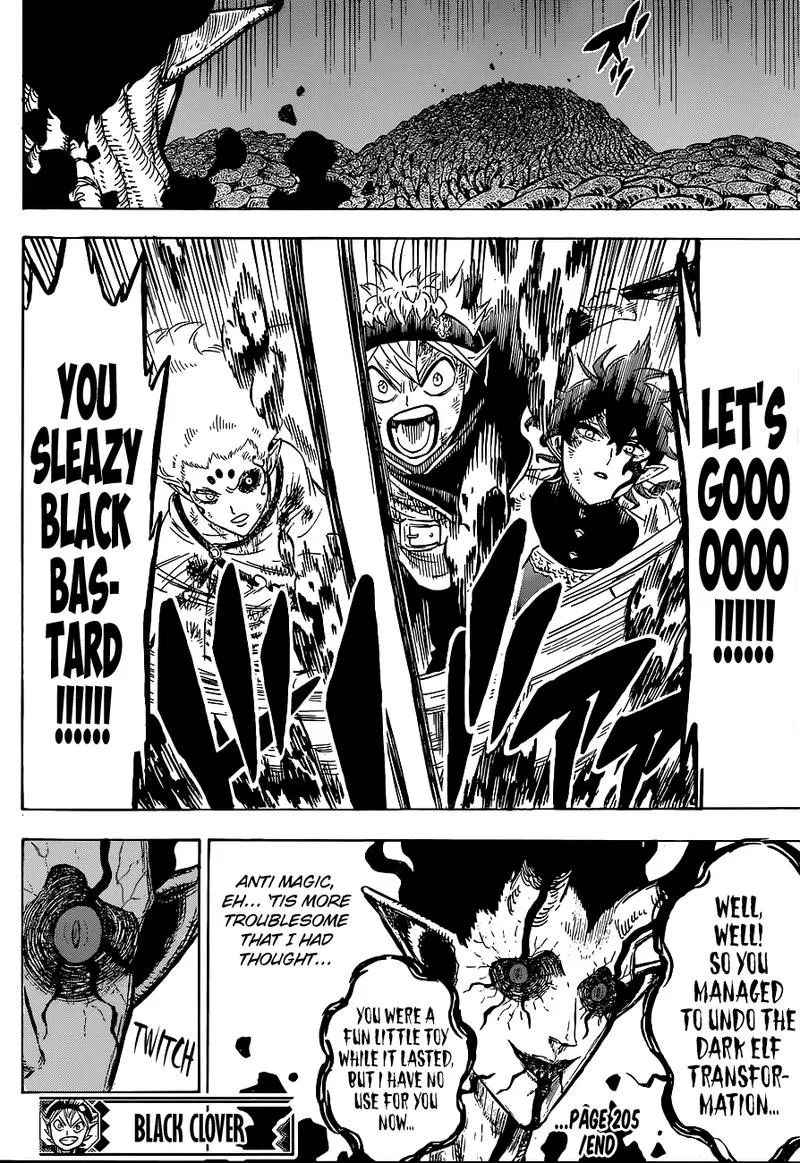 LET'S
GOOO
OOOO
!!!!!!
YOU
SLEAZY
BLACK
BAS-
TARD
!!!!!!
WELL,
WELL!
SO YOU
MANAGED
TO UNDO THE
DARK ELF
TRANSFOR-
MATION...
ANTI MAGIC,
EH... 'TIS MORE
TROUBLESOME
THAT I HAD
THOUGHT...
YOU WERE A
FUN LITTLE TOY
WHILE IT LASTED,
BUT I HAVE NO
USE FOR YOU
NOW...
TWITCH
...PAGE 205
/END
BLACK CLOVER